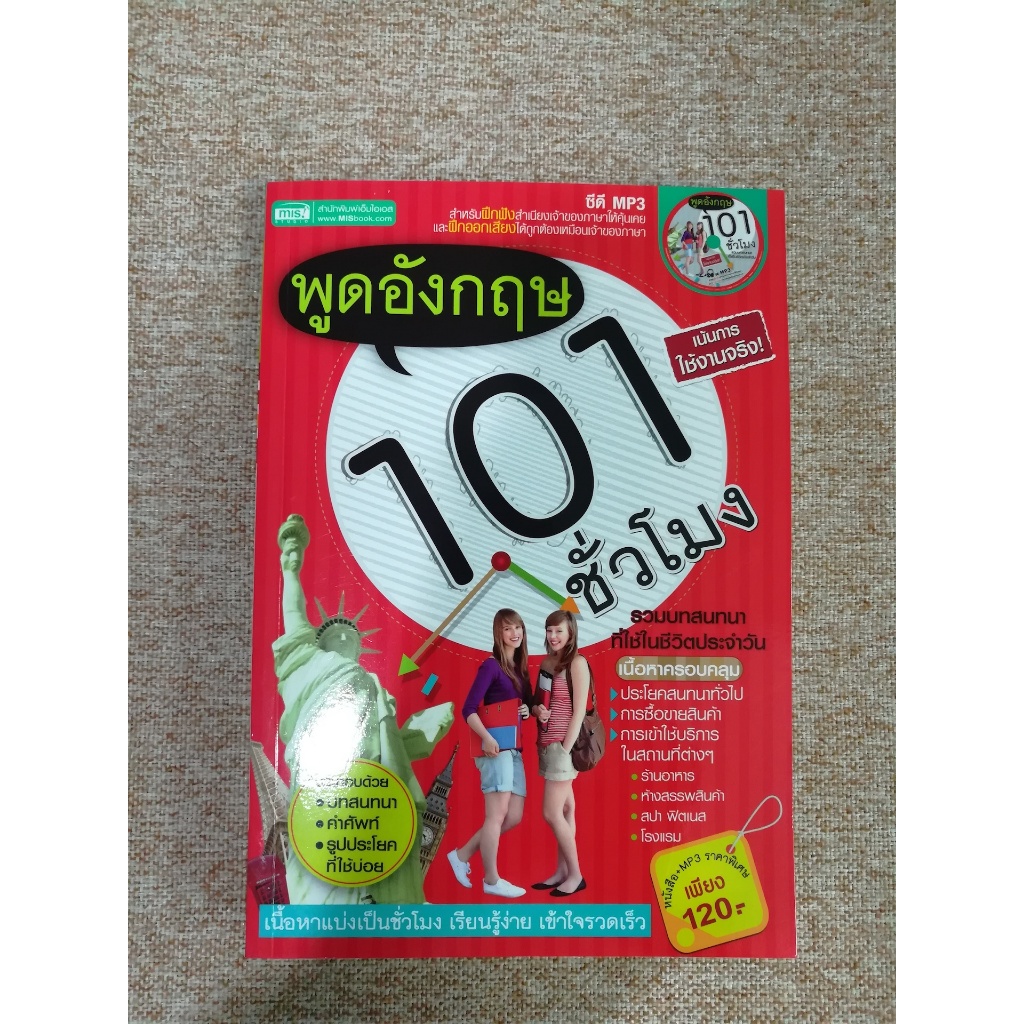 mis!
สำนักพิมพ์เอ็มไอเอส
www.MISbook.com
ซีดี MP3
สำหรับฝึกฟังสำเนียงเจ้าของภาษาให้คุ้นเคย
และฝึกออกเสียงได้ถูกต้องเหมือนเจ้าของภาษา
พูดอังกฤษ
101
ชั่วโมง
พูดอังกฤษ
101
ชั่วโมง
เน้นการ
ใช้งานจริง!
รวมบทสนทนา
ที่ใช้ในชีวิตประจำวัน
เนื้อหาครอบคลุม
ประโยคสนทนาทั่วไป
การซื้อขายสินค้า
การเข้าใช้บริการ
ในสถานที่ต่างๆ
• ร้านอาหาร
• ห้างสรรพสินค้า
• สปา ฟิตเนส
• โรงแรม
บทสนทนา
• คำศัพท์
• รูปประโยค
ที่ใช้บ่อย
หนังสือ+MP3 ราคาพิเศษ
เพียง
120.-
เนื้อหาแบ่งเป็นชั่วโมง เรียนรู้ง่าย เข้าใจรวดเร็ว